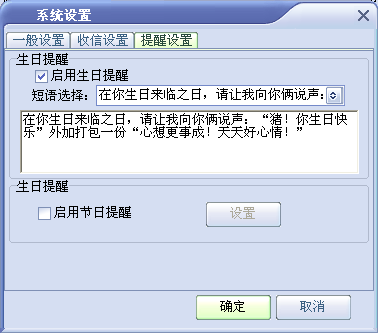 系统设置
一般设置 收信设置 提醒设置
生日提醒
启用生日提醒
短语选择： 在你生日来临之日，请让我向你俩说声：
在你生日来临之日，请让我向你俩说声：“猪！你生日快
乐”外加打包一份“心想更事成！天天好心情！”
生日提醒
启用节日提醒 设置
确定 取消